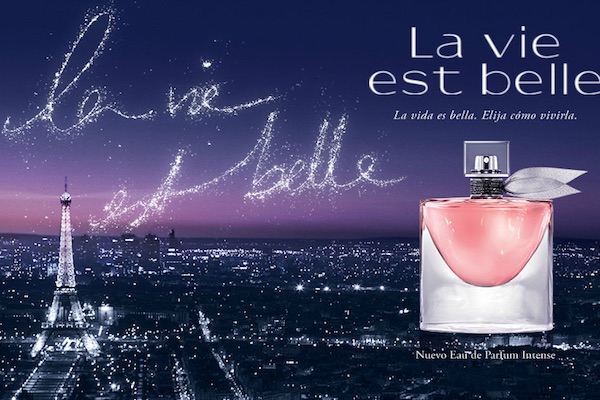 la vie
est belle
La vie
est belle
La vida es bella. Elija cómo vivirla.
Nuevo Eau de Parfum Intense